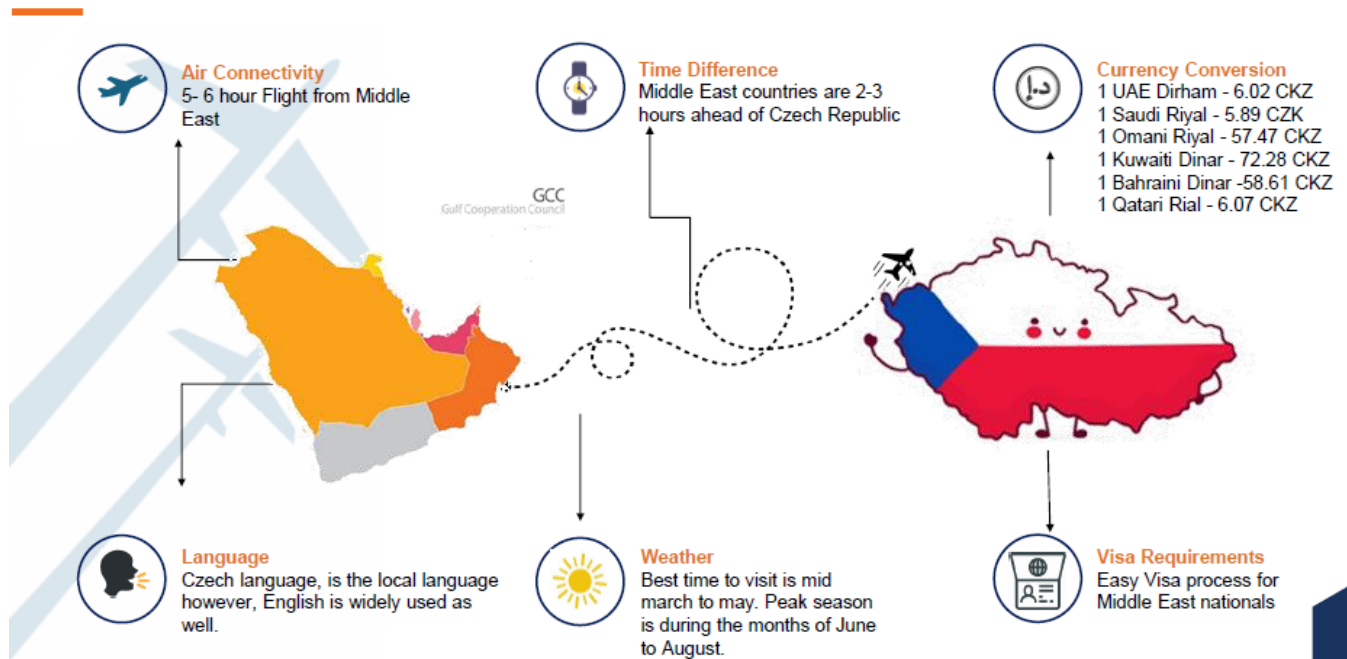 Air Connectivity
5- 6 hour Flight from Middle
East
Time Difference
Middle East countries are 2-3
hours ahead of Czech Republic
Currency Conversion
1 UAE Dirham - 6.02 CKZ
1 Saudi Riyal - 5.89 CZK
1 Omani Riyal - 57.47 CKZ
1 Kuwaiti Dinar - 72.28 CKZ
1 Bahraini Dinar -58.61 CKZ
1 Qatari Rial - 6.07 CKZ
د.إ
GCC
Gulf Cooperation Council
Language
Czech language, is the local language
however, English is widely used as
well.
Weather
Best time to visit is mid
march to may. Peak season
is during the months of June
to August.
Visa Requirements
Easy Visa process for
Middle East nationals